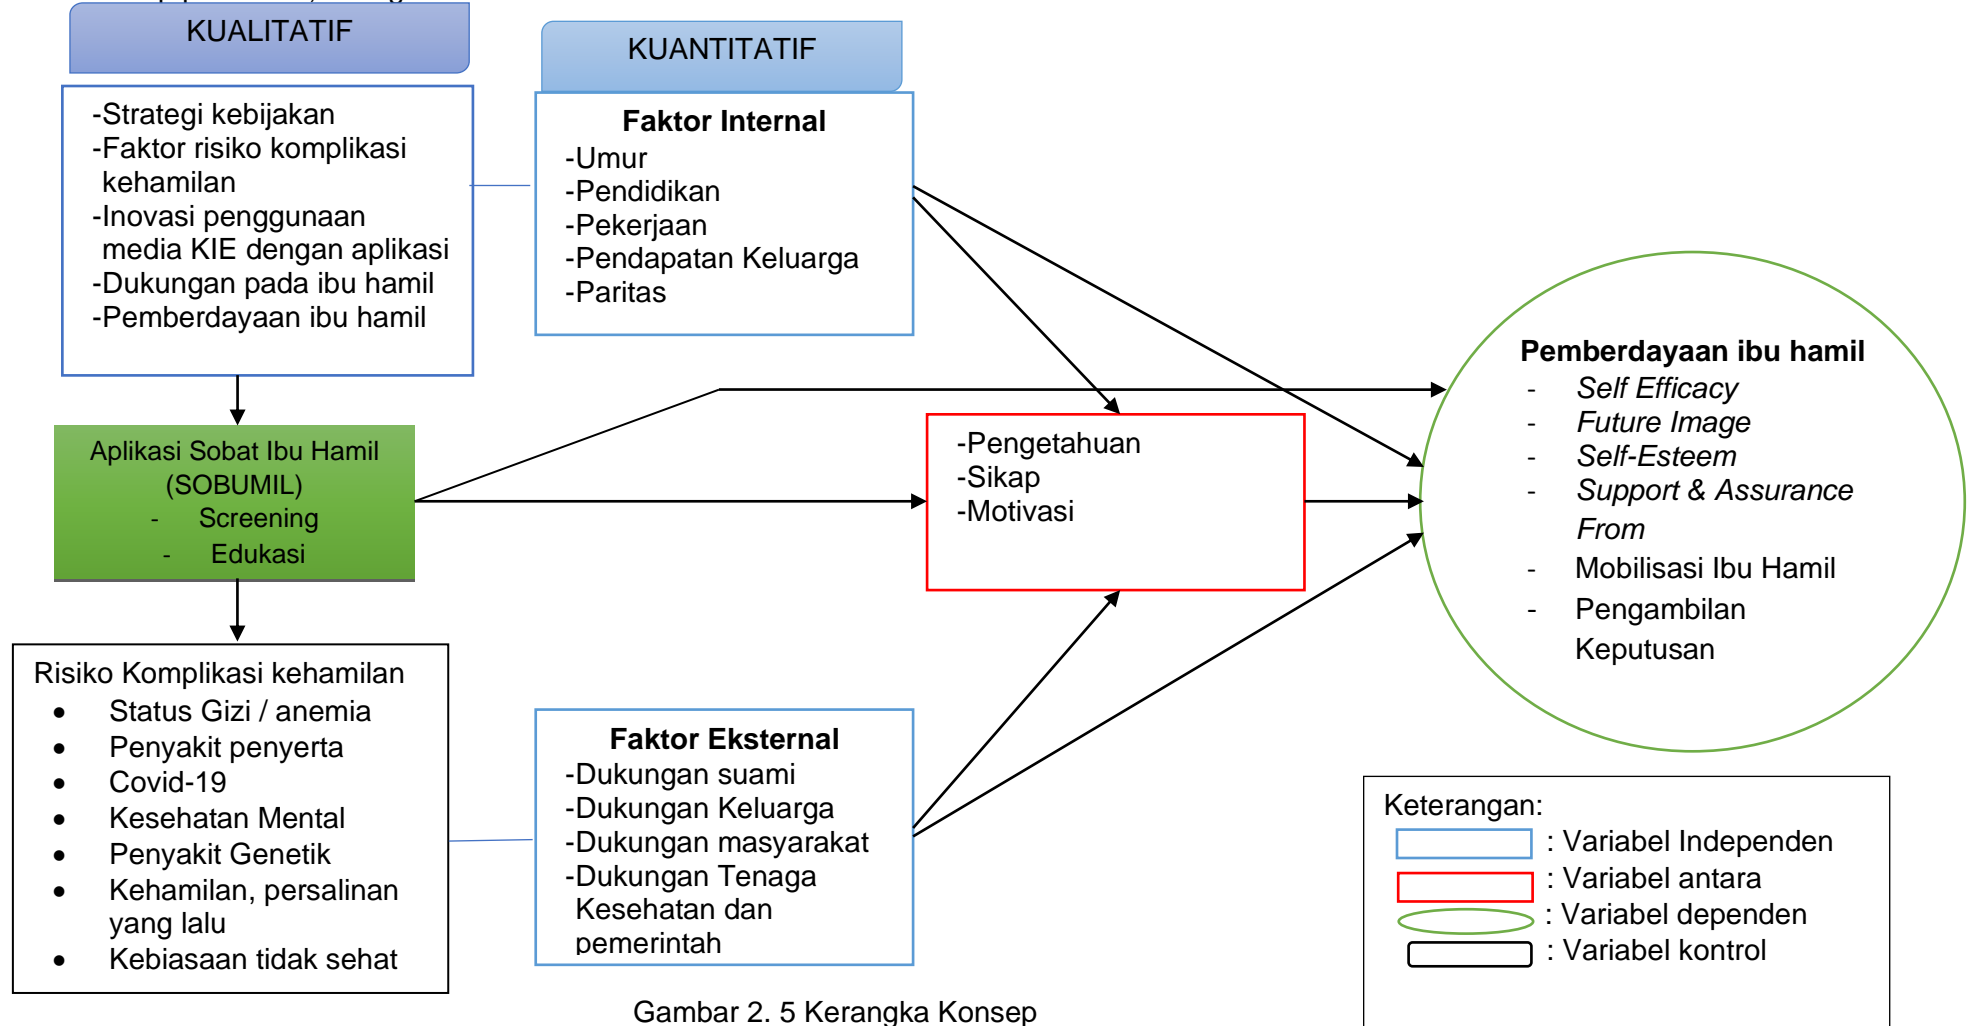 KUALITATIF
KUANTITATIF
-Strategi kebijakan
-Faktor risiko komplikasi
kehamilan
-Inovasi penggunaan
media KIE dengan aplikasi
-Dukungan pada ibu hamil
-Pemberdayaan ibu hamil
Faktor Internal
-Umur
-Pendidikan
-Pekerjaan
-Pendapatan Keluarga
-Paritas
Aplikasi Sobat Ibu Hamil
(SOBUMIL)
- Screening
- Edukasi
-Pengetahuan
-Sikap
-Motivasi
Pemberdayaan ibu hamil
- Self Efficacy
- Future Image
- Self-Esteem
- Support & Assurance
From
- Mobilisasi Ibu Hamil
- Pengambilan
Keputusan
Risiko Komplikasi kehamilan
• Status Gizi / anemia
• Penyakit penyerta
• Covid-19
• Kesehatan Mental
• Penyakit Genetik
• Kehamilan, persalinan
yang lalu
• Kebiasaan tidak sehat
Faktor Eksternal
-Dukungan suami
-Dukungan Keluarga
-Dukungan masyarakat
-Dukungan Tenaga
Kesehatan dan
pemerintah
Keterangan:
: Variabel Independen
: Variabel antara
: Variabel dependen
: Variabel kontrol
Gambar 2. 5 Kerangka Konsep